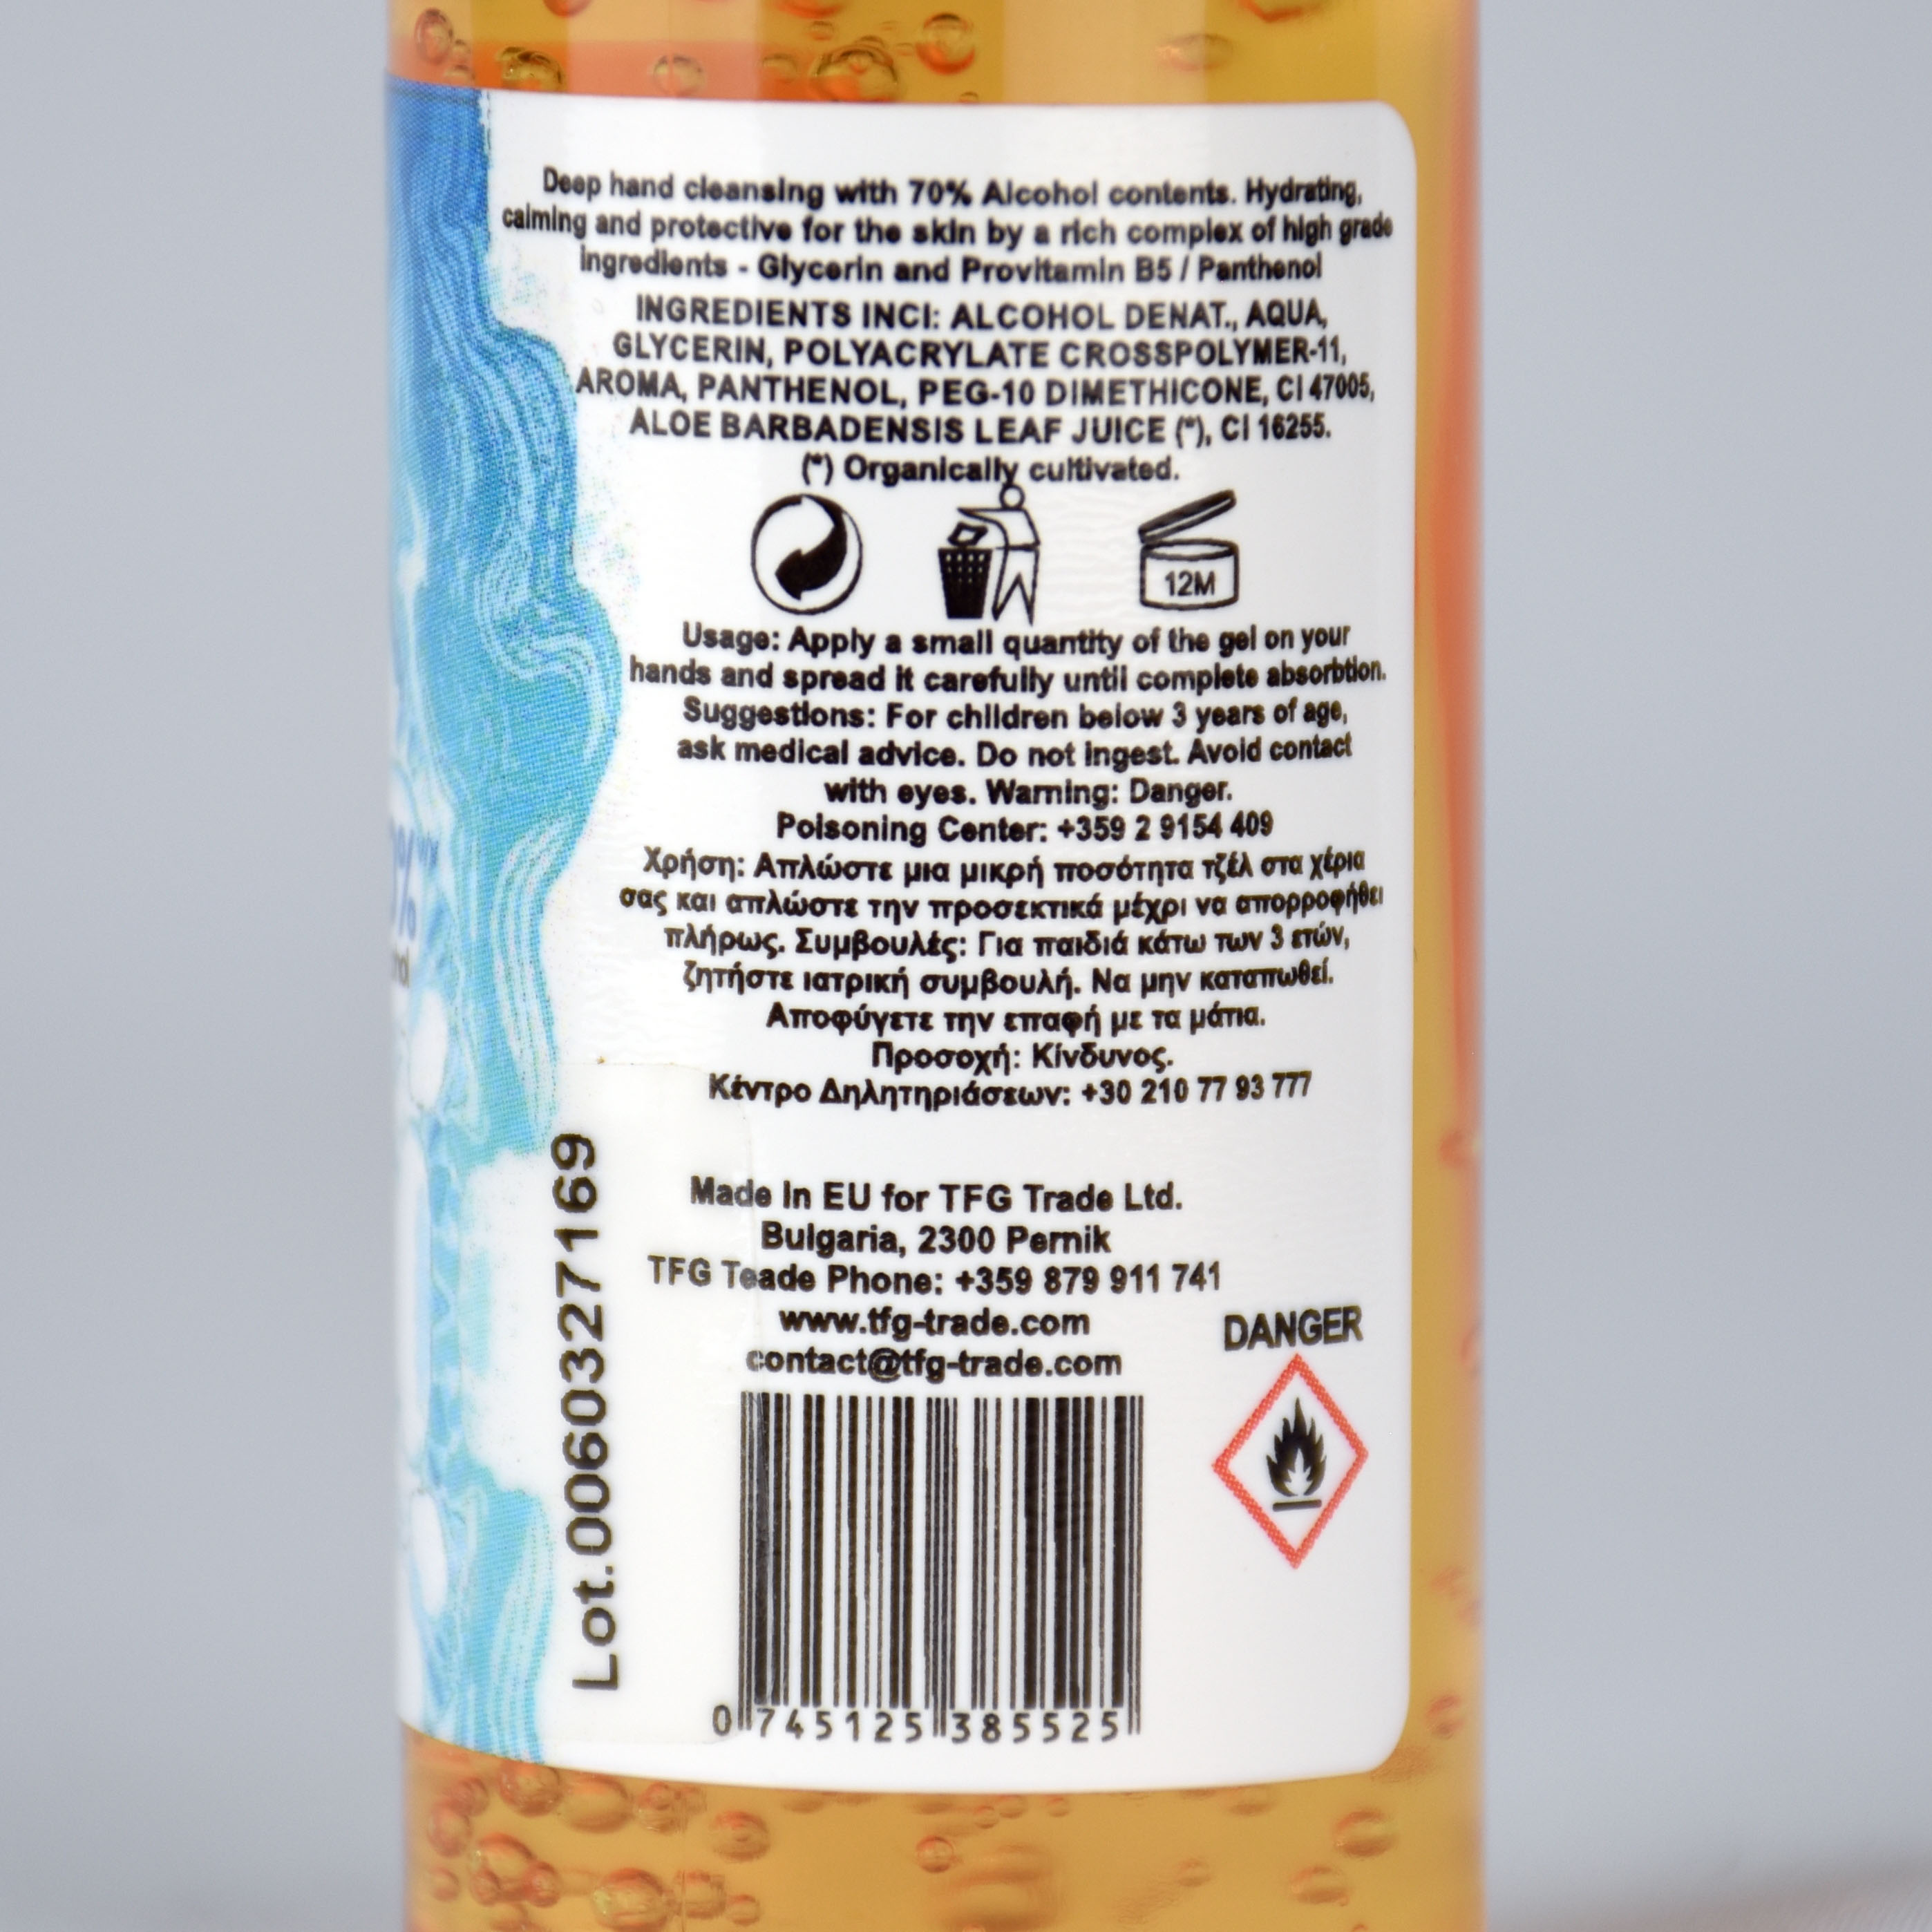 Deep hand cleansing with 70% Alcohol contents. Hydrating,
calming and protective for the skin by a rich complex of high grade
ingredients - Glycerin and Provitamin B5 / Panthenol
INGREDIENTS INCI: ALCOHOL DENAT., AQUA,
GLYCERIN, POLYACRYLATE CROSSPOLYMER-11,
AROMA, PANTHENOL, PEG-10 DIMETHICONE, CI 47005,
ALOE BARBADENSIS LEAF JUICE (*), CI 16255.
(*) Organically cultivated.
12M
Usage: Apply a small quantity of the gel on your
hands and spread it carefully until complete absorbtion.
Suggestions: For children below 3 years of age,
ask medical advice. Do not ingest. Avoid contact
with eyes. Warning: Danger.
Poisoning Center: +359 2 9154 409
Χρήση: Απλώστε μια μικρή ποσότητα τζέλ στα χέρια
σας και απλώστε την προσεκτικά μέχρι να απορροφήθει
πλήρως. Συμβουλές: Για παιδιά κάτω των 3 ετών,
ζητήστε ιατρική συμβουλή. Να μην καταπωθεί.
Αποφύγετε την επαφή με τα μάτια.
Προσοχή: Κίνδυνος.
Κέντρο Δηλητηριάσεων: +30 210 77 93 777
Made in EU for TFG Trade Ltd.
Bulgaria, 2300 Pernik
TFG Teade Phone: +359 879 911 741
www.tfg-trade.com
contact@tfg-trade.com
DANGER
Lot.0060327169
0 745125 385525